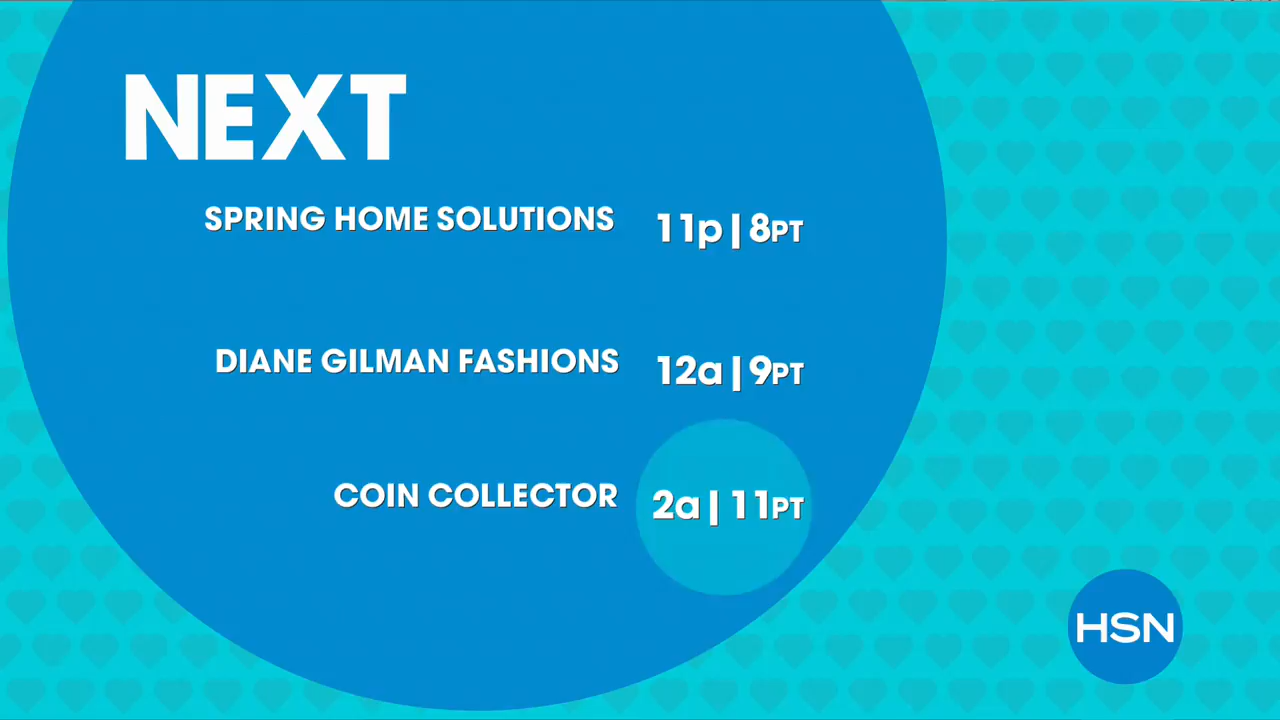 NEXT
SPRING HOME SOLUTIONS 11p | 8PT
DIANE GILMAN FASHIONS 12a | 9PT
COIN COLLECTOR 2a | 11PT
HSN